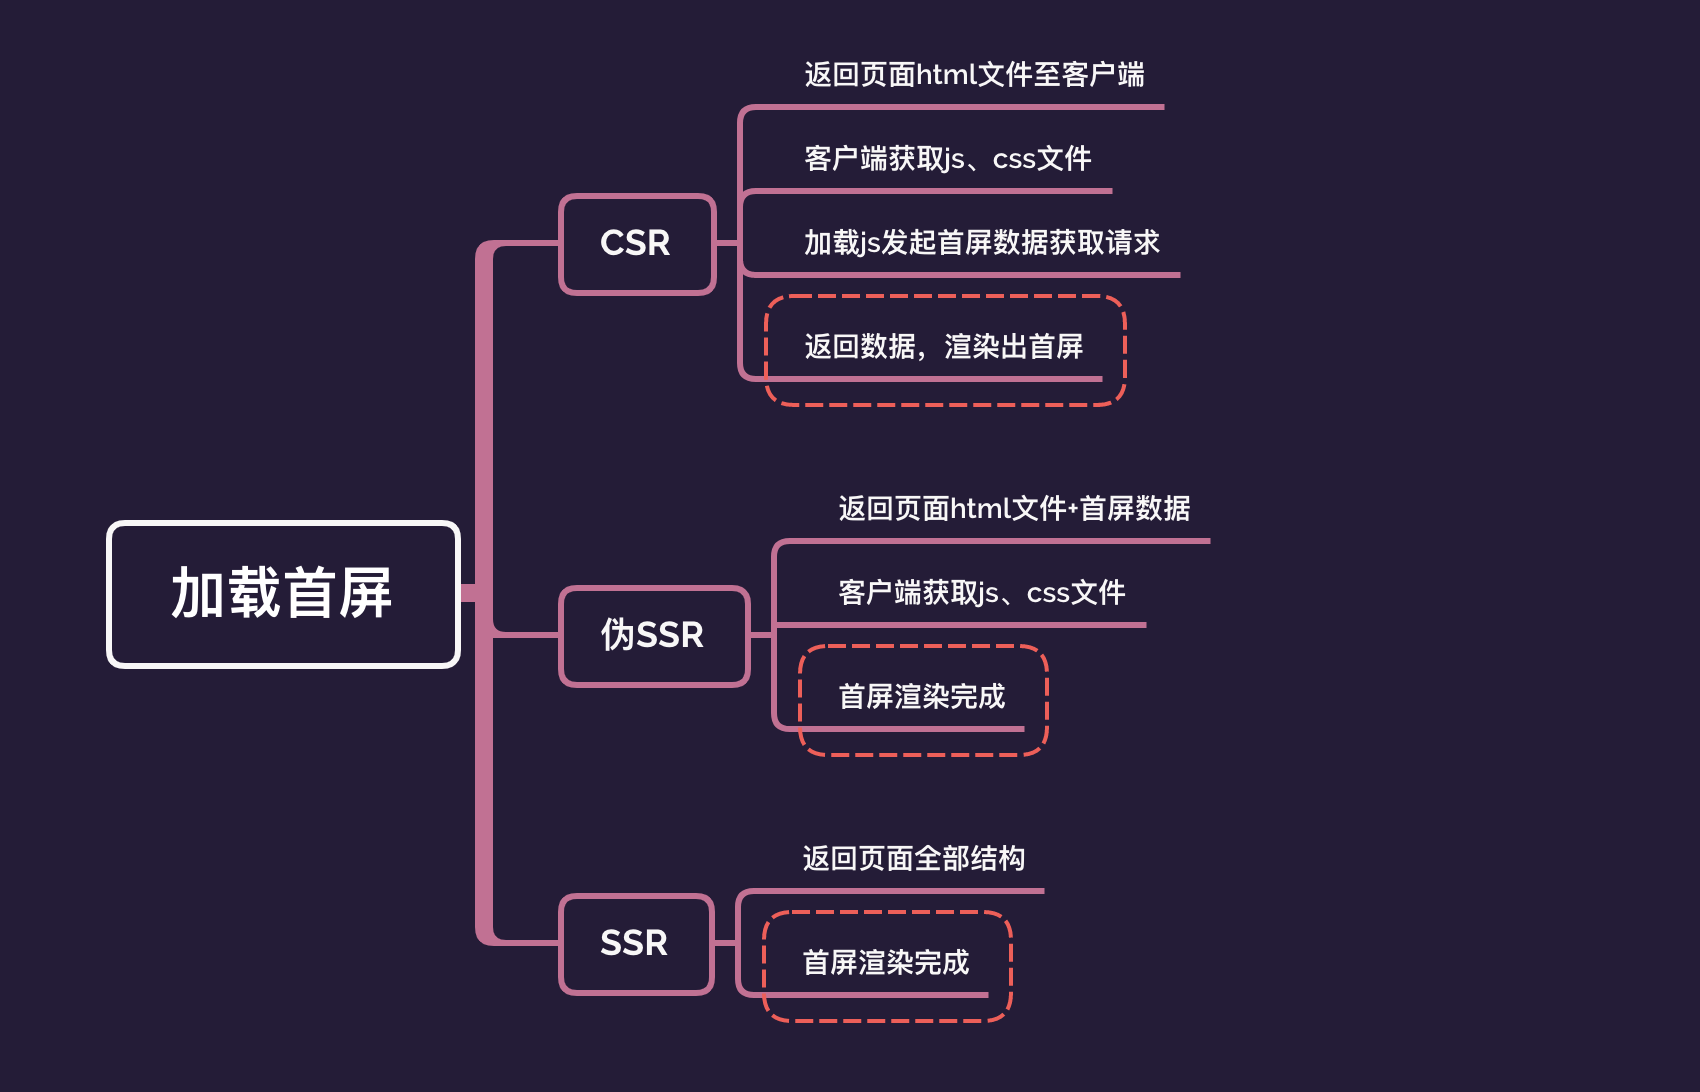 加载首屏
CSR
返回页面html文件至客户端
客户端获取js、css文件
加载js发起首屏数据获取请求
返回数据，渲染出首屏
伪SSR
返回页面html文件+首屏数据
客户端获取js、css文件
首屏渲染完成
SSR
返回页面全部结构
首屏渲染完成